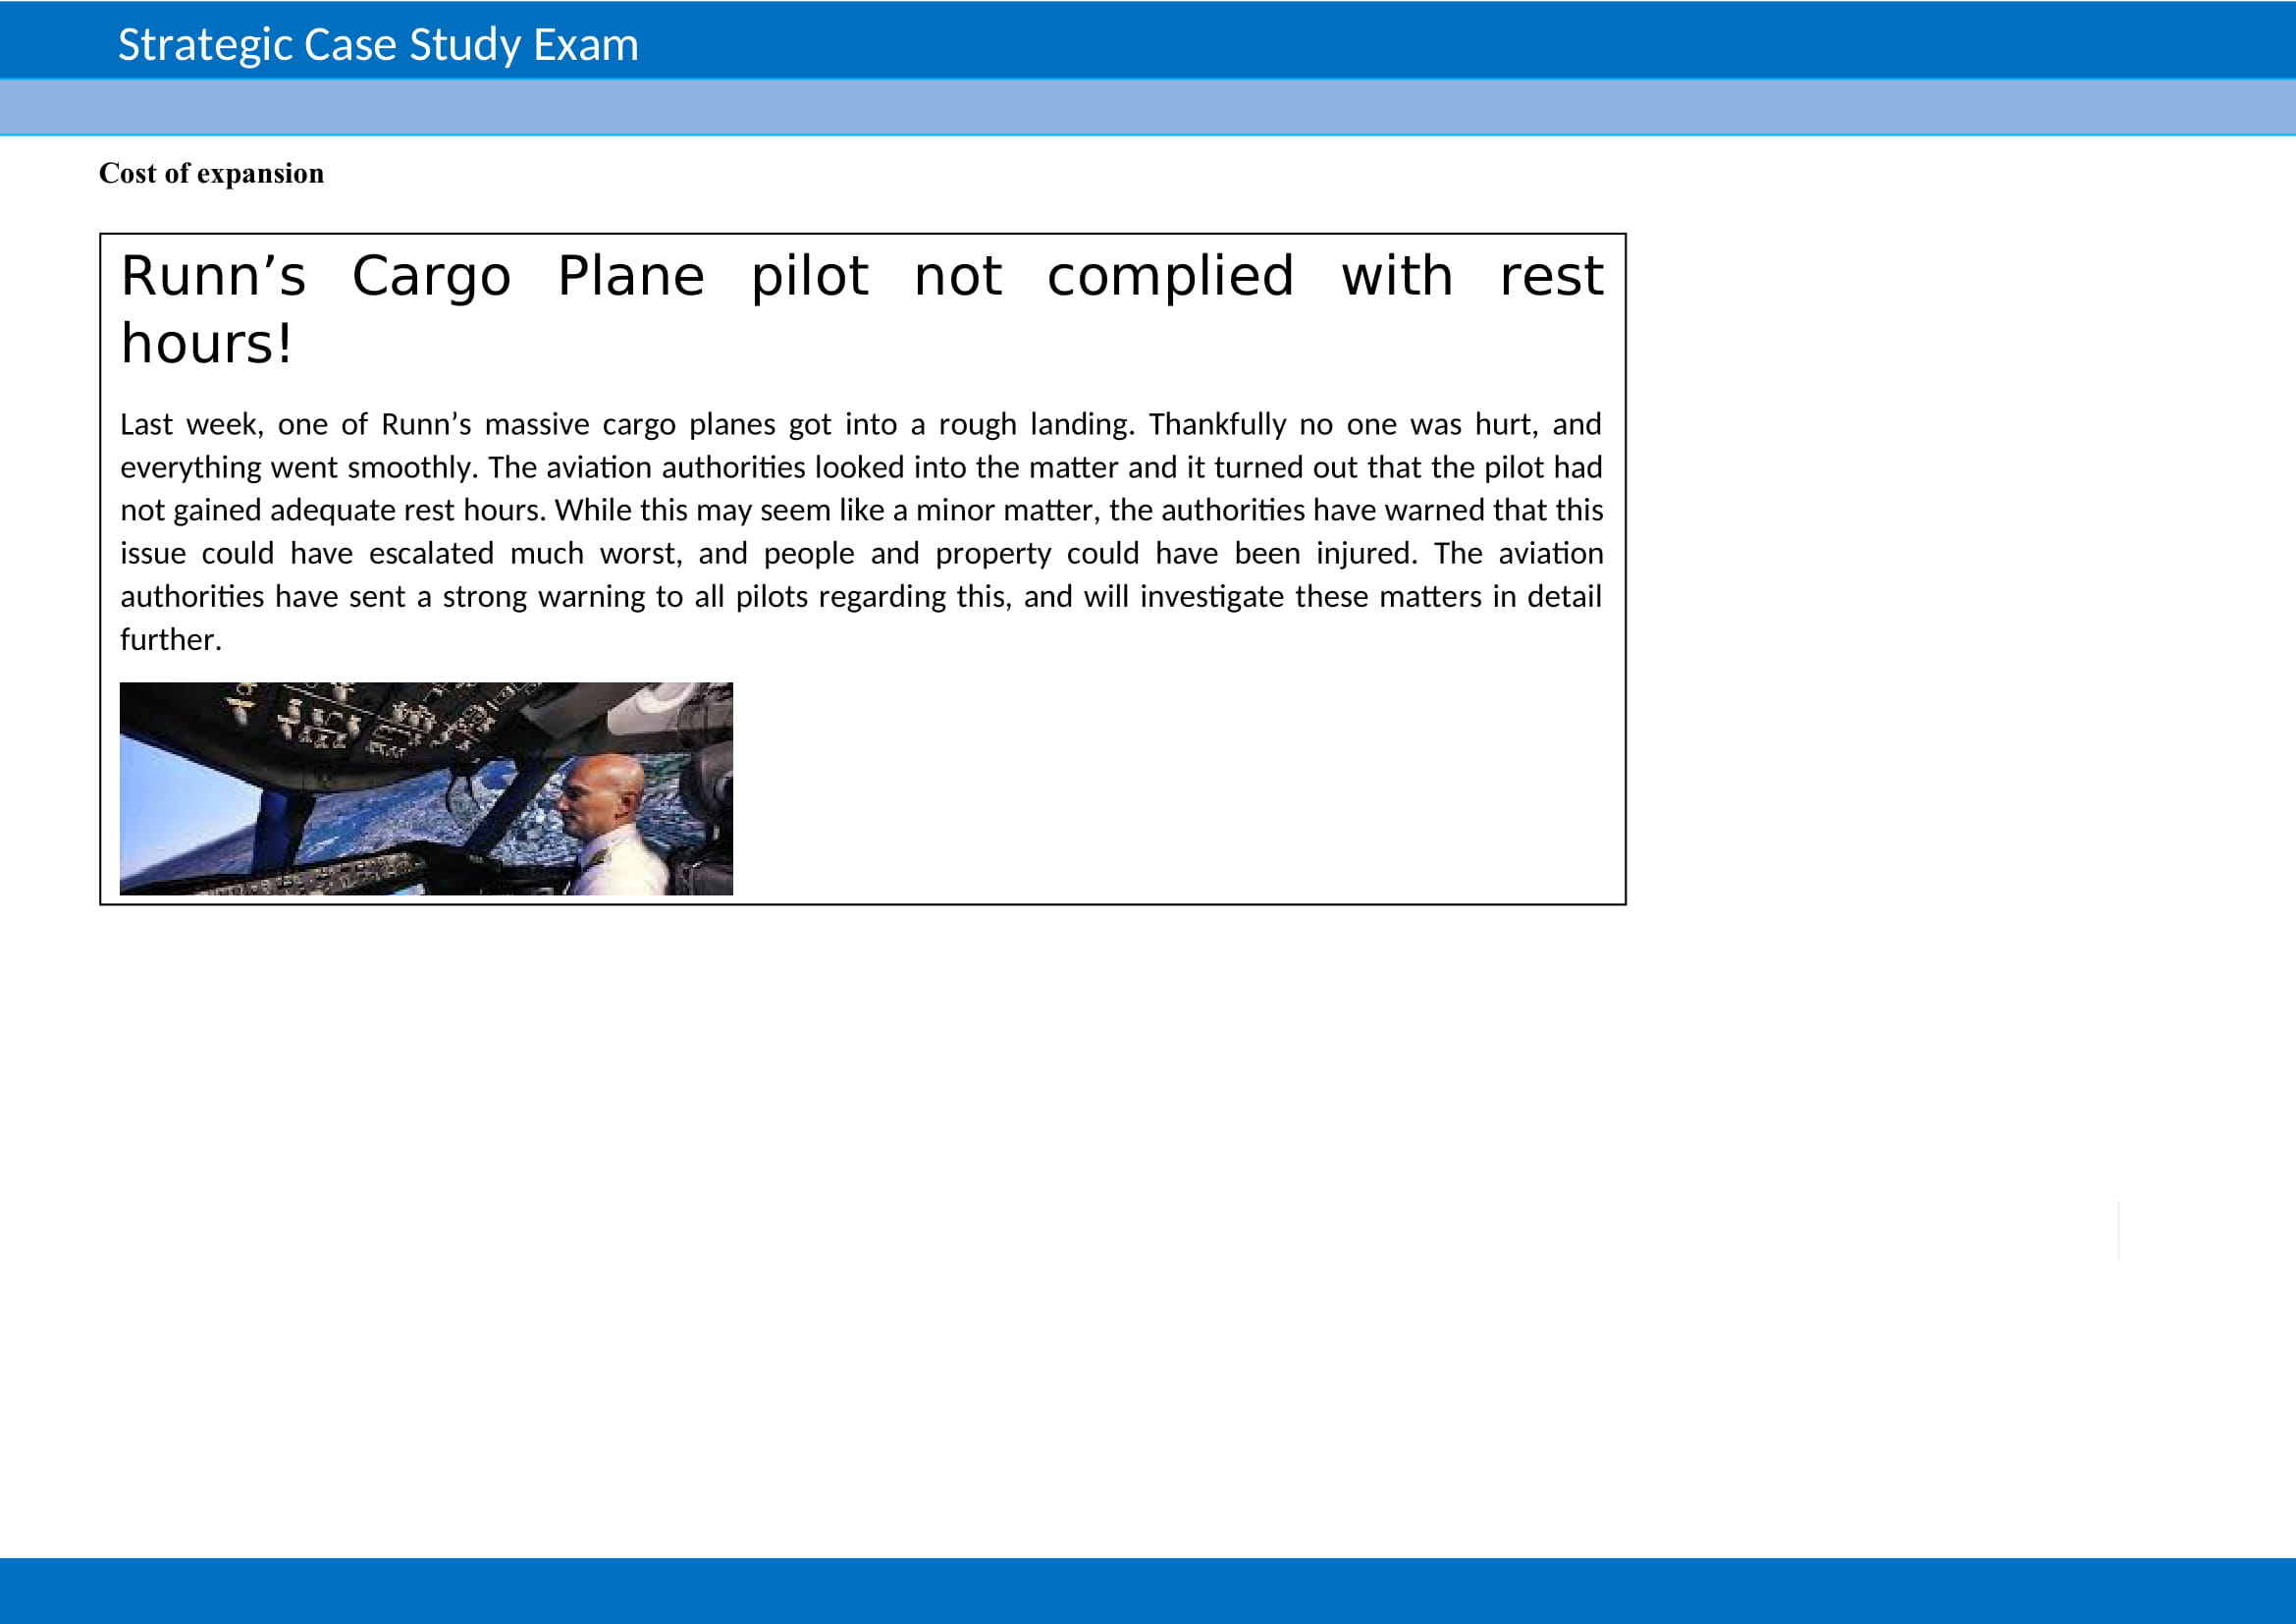 Strategic Case Study Exam
Cost of expansion
Runn’s Cargo Plane pilot not complied with rest
hours!
Last week, one of Runn’s massive cargo planes got into a rough landing. Thankfully no one was hurt, and
everything went smoothly. The aviation authorities looked into the matter and it turned out that the pilot had
not gained adequate rest hours. While this may seem like a minor matter, the authorities have warned that this
issue could have escalated much worst, and people and property could have been injured. The aviation
authorities have sent a strong warning to all pilots regarding this, and will investigate these matters in detail
further.